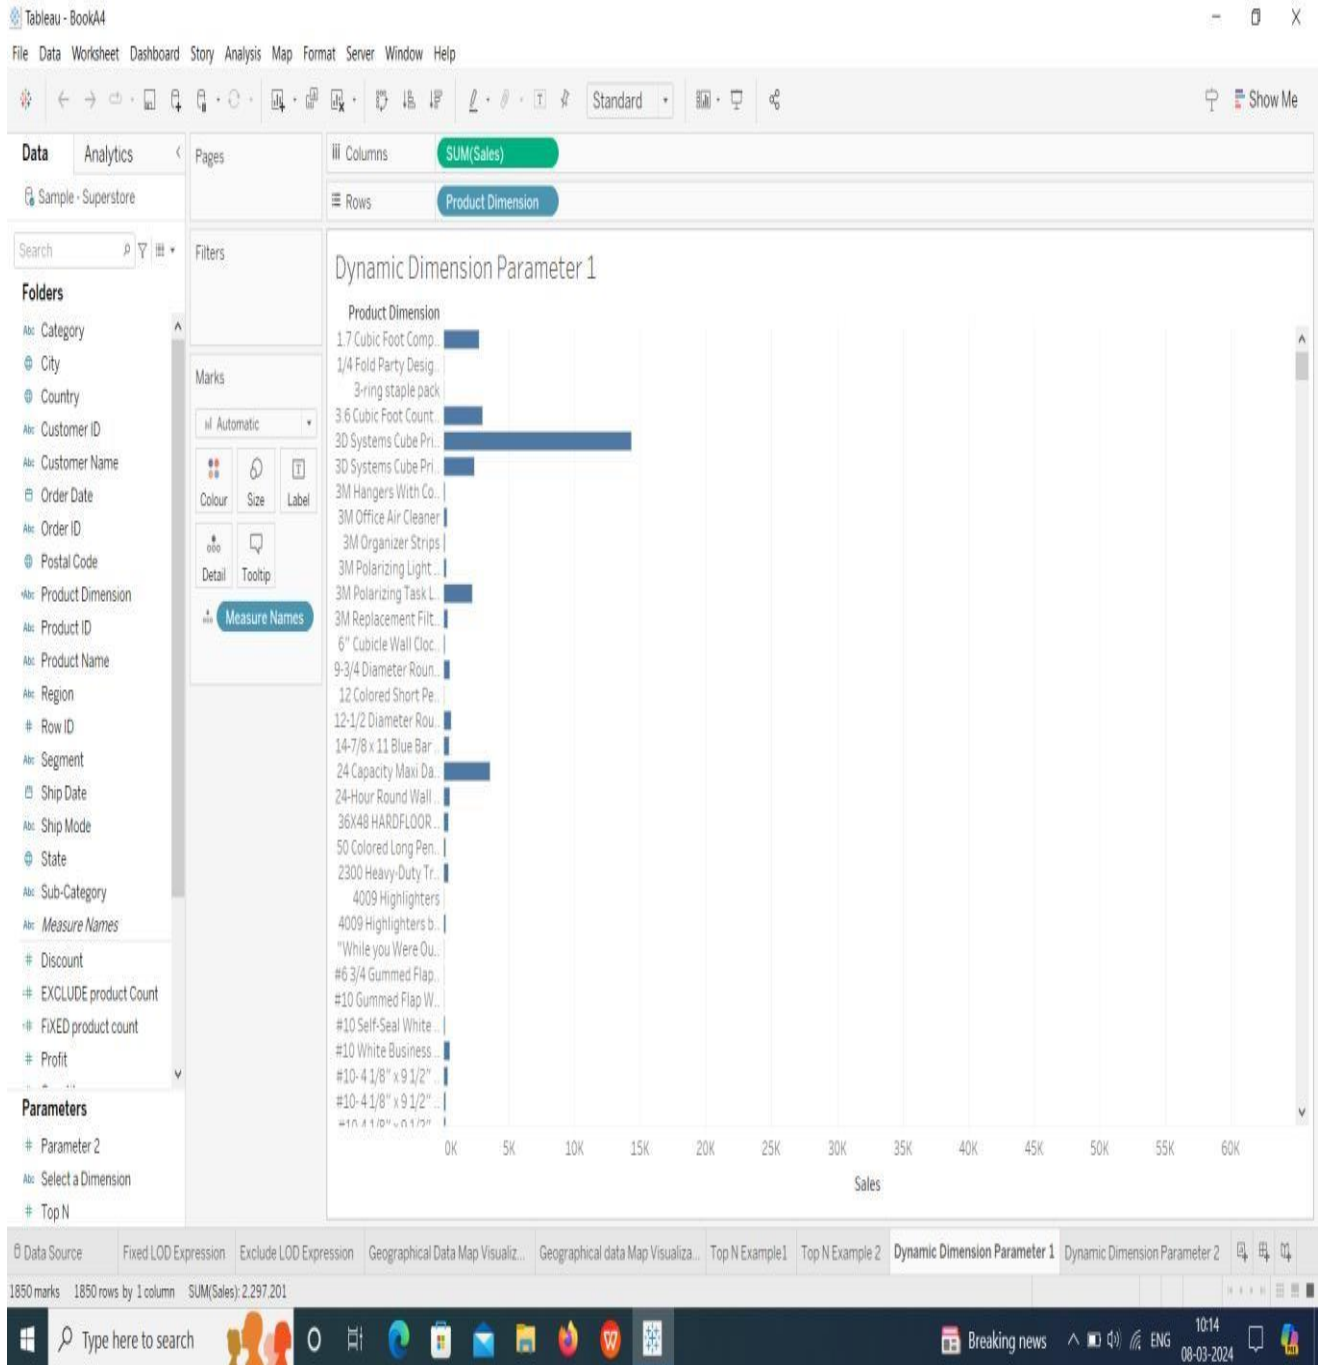 Tableau - BookA4
File Data Worksheet Dashboard Story Analysis Map Format Server Window Help
Standard
Show Me
Data Analytics
Sample - Superstore
Search
Folders
Abc Category
City
Country
Abc Customer ID
Abc Customer Name
Order Date
Abc Order ID
Postal Code
=Abc Product Dimension
Abc Product ID
Abc Product Name
Abc Region
# Row ID
Abc Segment
Ship Date
Abc Ship Mode
State
Abc Sub-Category
Abc Measure Names
# Discount
=# EXCLUDE product Count
=# FiXED product count
# Profit
Parameters
# Parameter 2
Abc Select a Dimension
# Top N
Pages
Filters
Marks
Automatic
Colour Size Label
Detail Tooltip
Measure Names
Columns SUM(Sales)
Rows Product Dimension
Dynamic Dimension Parameter 1
Product Dimension
1.7 Cubic Foot Comp..
1/4 Fold Party Desig..
3-ring staple pack
3.6 Cubic Foot Count..
3D Systems Cube Pri..
3D Systems Cube Pri..
3M Hangers With Co..
3M Office Air Cleaner
3M Organizer Strips
3M Polarizing Light ..
3M Polarizing Task L..
3M Replacement Filt..
6" Cubicle Wall Cloc..
9-3/4 Diameter Roun..
12 Colored Short Pe..
12-1/2 Diameter Rou..
14-7/8 x 11 Blue Bar ..
24 Capacity Maxi Da..
24-Hour Round Wall ..
36X48 HARDFLOOR ..
50 Colored Long Pen..
2300 Heavy-Duty Tr..
4009 Highlighters
4009 Highlighters b..
"While you Were Ou..
#6 3/4 Gummed Flap..
#10 Gummed Flap W..
#10 Self-Seal White ..
#10 White Business ..
#10- 4 1/8" x 9 1/2" ..
#10- 4 1/8" x 9 1/2" ..
0K 5K 10K 15K 20K 25K 30K 35K 40K 45K 50K 55K 60K
Sales
Data Source Fixed LOD Expression Exclude LOD Expression Geographical Data Map Visualiz... Geographical data Map Visualiza... Top N Example1 Top N Example 2 Dynamic Dimension Parameter 1 Dynamic Dimension Parameter 2
1850 marks 1850 rows by 1 column SUM(Sales): 2,297,201
Type here to search
Breaking news
ENG
10:14
08-03-2024